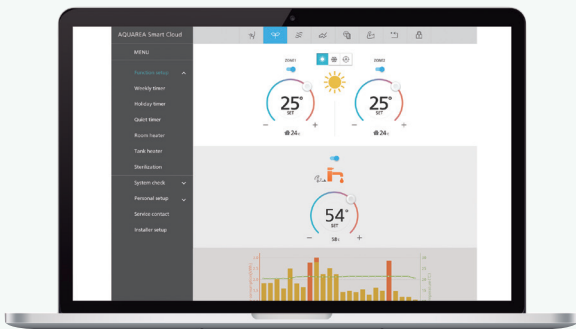 AQUAREA Smart Cloud
MENU
Function setup
Weekly timer
Holiday timer
Quiet timer
Room heater
Tank heater
Sterilization
System check
Personal setup
Service contact
Installer setup
ZONE1
ZONE2
25°
SET
24
25°
SET
24
54°
SET
58